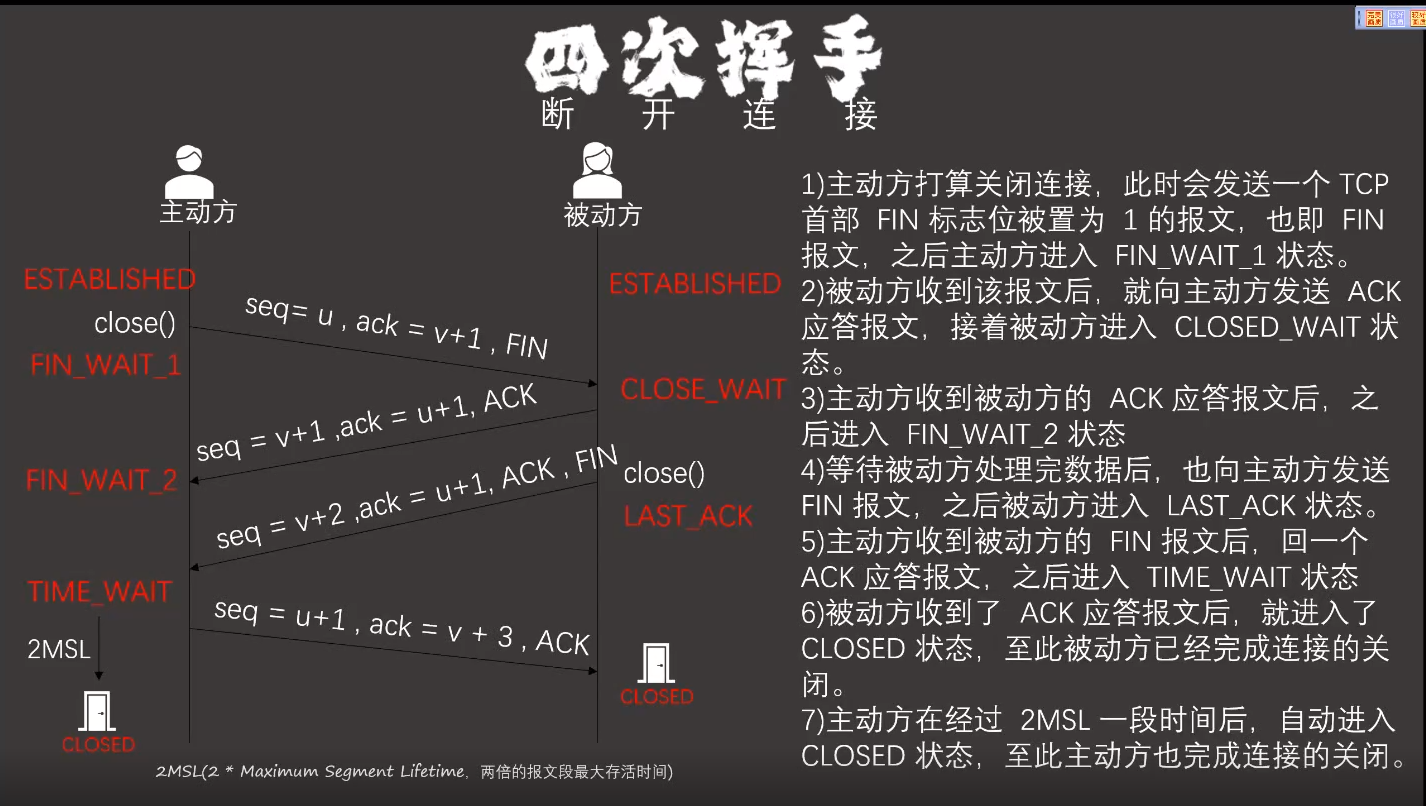 四次挥手
断开连接
主动方
被动方
ESTABLISHED
ESTABLISHED
close()
seq= u , ack = v+1 , FIN
FIN_WAIT_1
CLOSE_WAIT
seq = v+1 ,ack = u+1, ACK
FIN_WAIT_2
close()
seq = v+2 ,ack = u+1, ACK , FIN
LAST_ACK
TIME_WAIT
seq = u+1 , ack = v + 3 , ACK
2MSL
CLOSED
CLOSED
2MSL(2 * Maximum Segment Lifetime，两倍的报文段最大存活时间)
1)主动方打算关闭连接，此时会发送一个 TCP
首部 FIN 标志位被置为 1 的报文，也即 FIN
报文，之后主动方进入 FIN_WAIT_1 状态。
2)被动方收到该报文后，就向主动方发送 ACK
应答报文，接着被动方进入 CLOSED_WAIT 状
态。
3)主动方收到被动方的 ACK 应答报文后，之
后进入 FIN_WAIT_2 状态
4)等待被动方处理完数据后，也向主动方发送
FIN 报文，之后被动方进入 LAST_ACK 状态。
5)主动方收到被动方的 FIN 报文后，回一个
ACK 应答报文，之后进入 TIME_WAIT 状态
6)被动方收到了 ACK 应答报文后，就进入了
CLOSED 状态，至此被动方已经完成连接的关
闭。
7)主动方在经过 2MSL 一段时间后，自动进入
CLOSED 状态，至此主动方也完成连接的关闭。